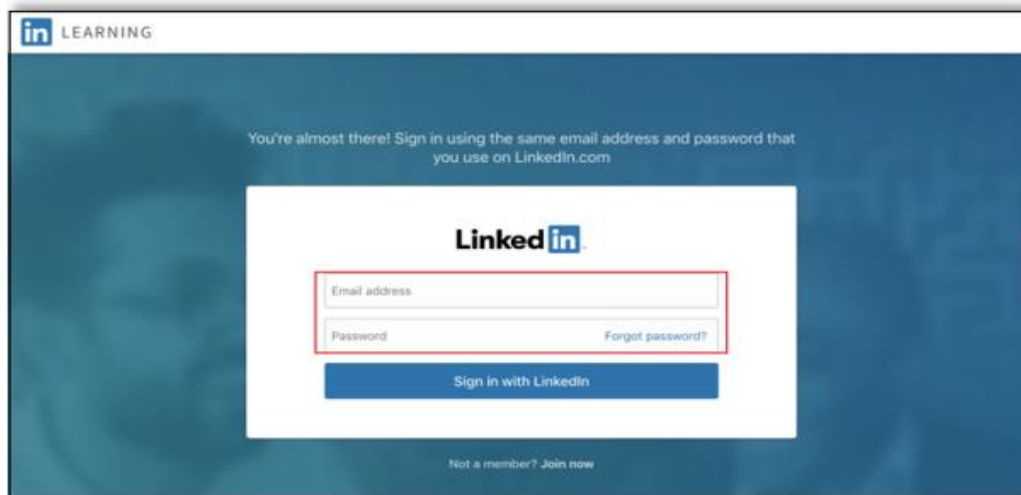 in LEARNING
You're almost there! Sign in using the same email address and password that
you use on LinkedIn.com
Linked in
Email address
Password Forgot password?
Sign in with LinkedIn
Not a member? Join now